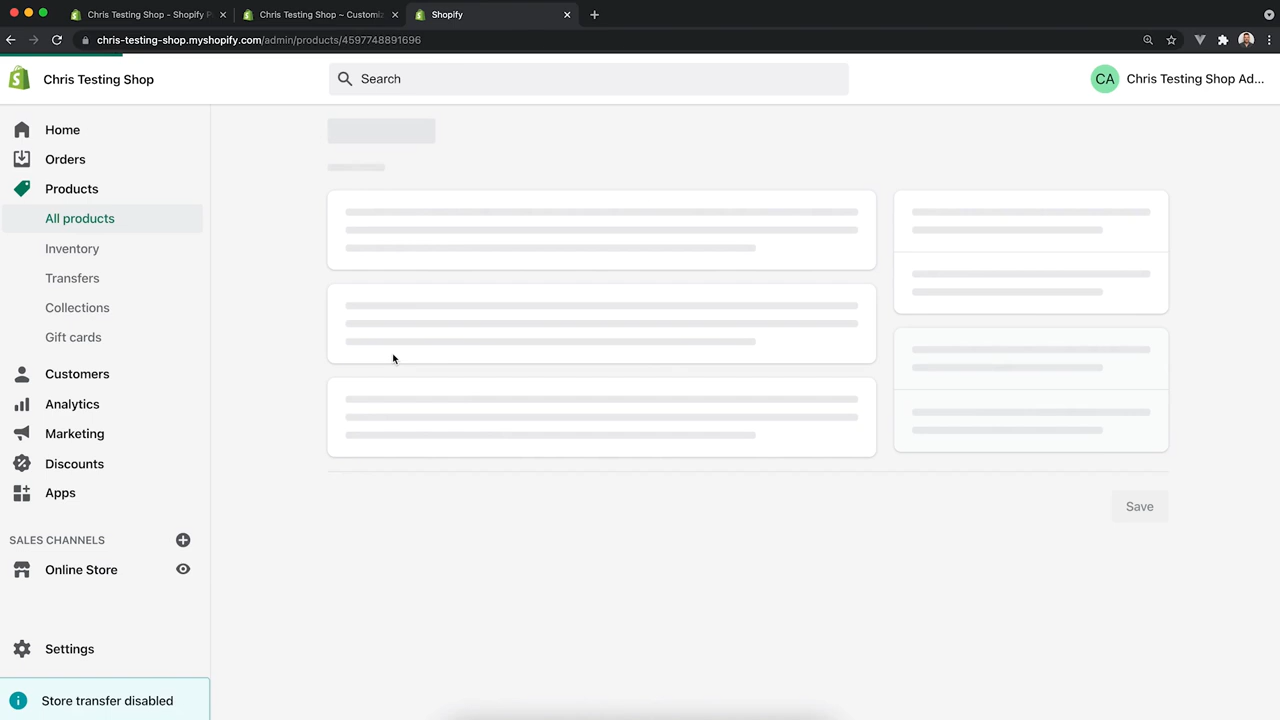 Chris Testing Shop - Shopify P
Chris Testing Shop ~ Customiz
Shopify
chris-testing-shop.myshopify.com/admin/products/4597748891696
Chris Testing Shop
Search
CA
Chris Testing Shop Ad...
Home
Orders
Products
All products
Inventory
Transfers
Collections
Gift cards
Customers
Analytics
Marketing
Discounts
Apps
SALES CHANNELS
Online Store
Settings
Store transfer disabled
Save